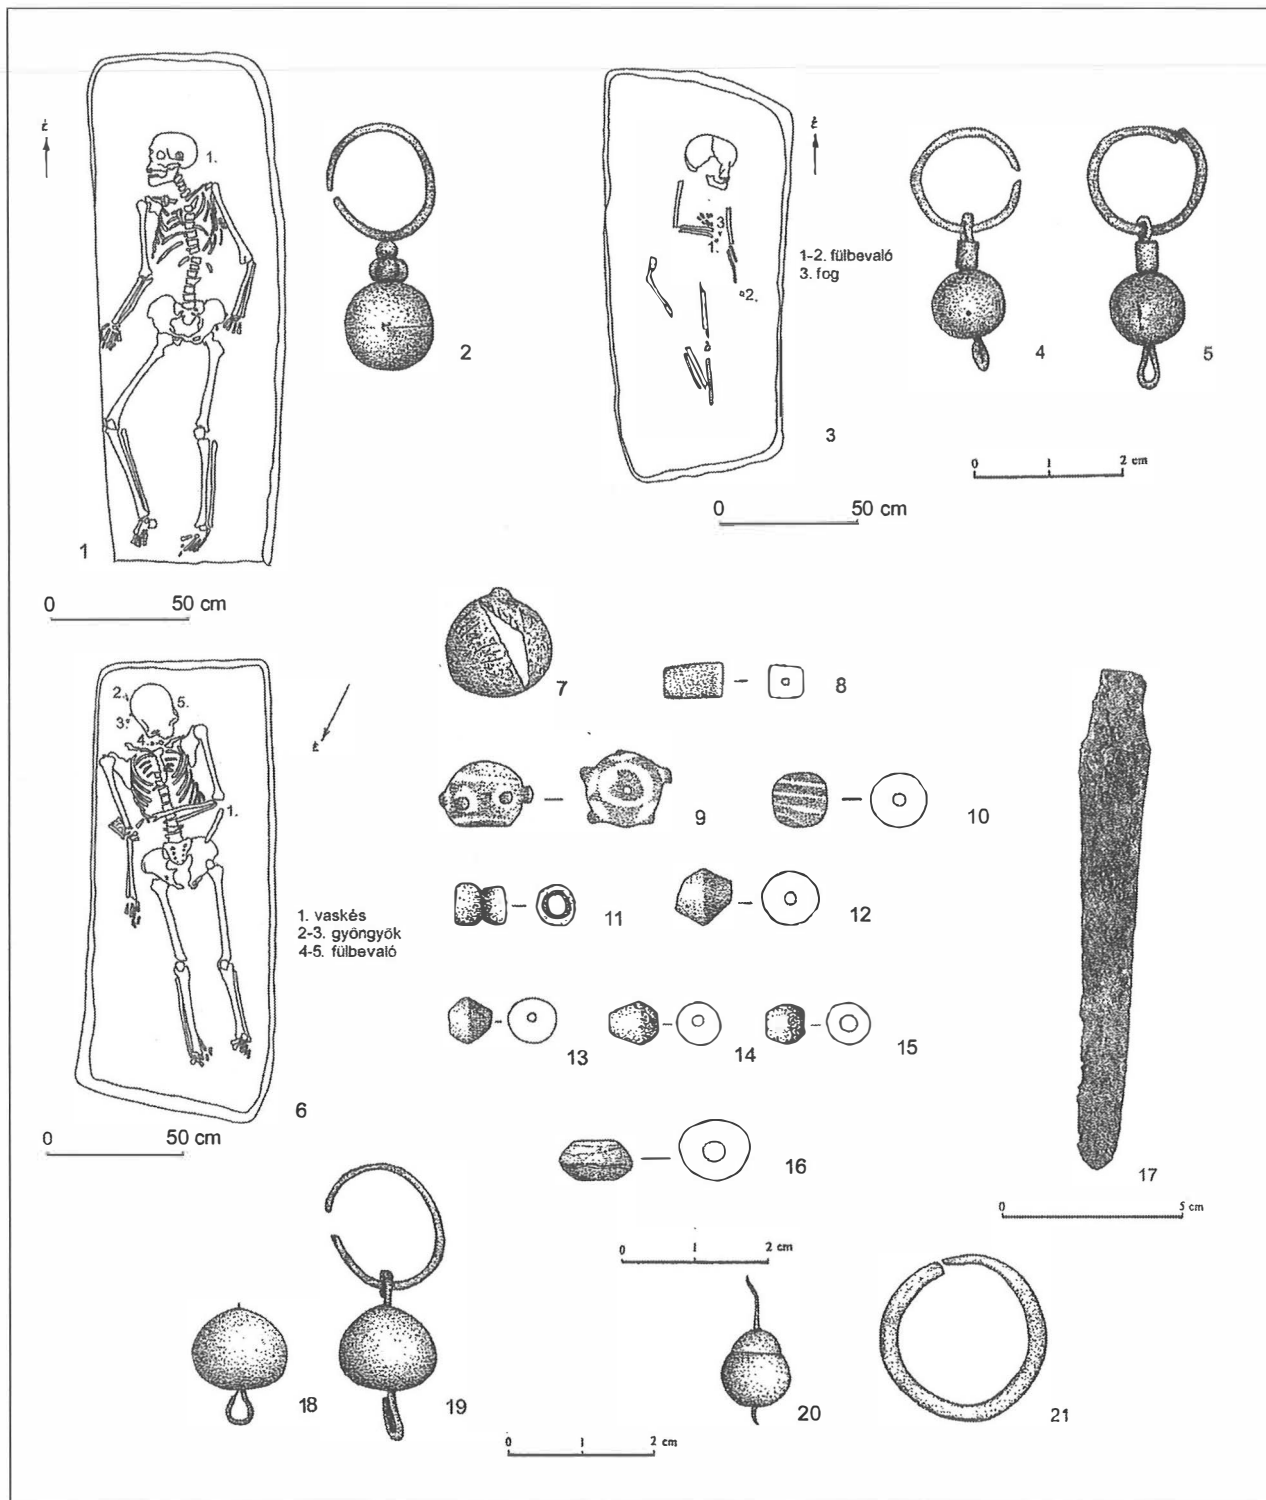 É
1.
1
0 50 cm
2
É
3.
1.
2.
1-2. fülbevaló
3. fog
3
0 50 cm
4
5
0 1 2 cm
2.
3.
4.
5.
1.
É
1. vaskés
2-3. gyöngyök
4-5. fülbevaló
6
0 50 cm
7
8
9
10
11
12
13
14
15
16
17
0 5 cm
0 1 2 cm
18
19
20
21
0 1 2 cm